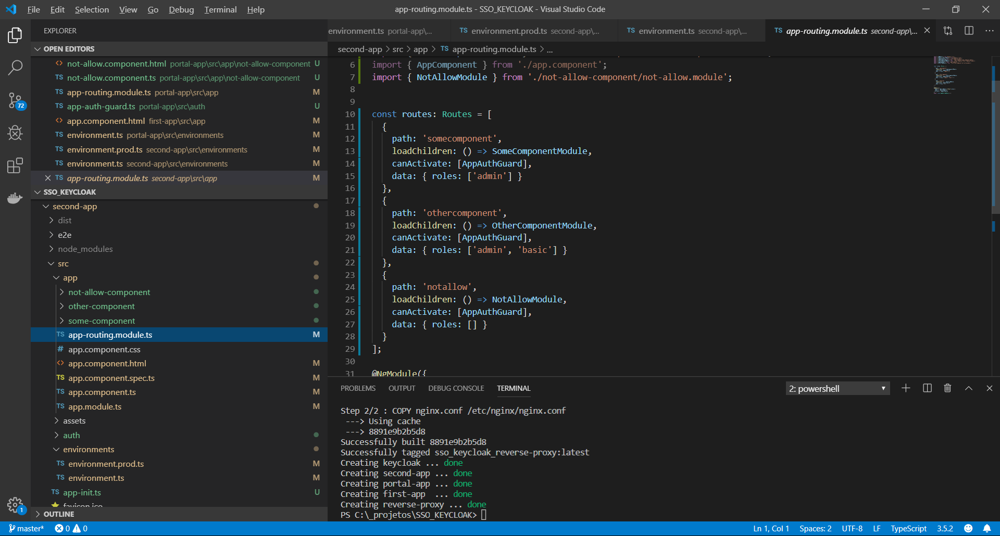 File Edit Selection View Go Debug Terminal Help
app-routing.module.ts - SSO_KEYCLOAK - Visual Studio Code
EXPLORER
OPEN EDITORS
not-allow.component.html portal-app\src\app\not-allow-component U
not-allow.component.ts portal-app\src\app\not-allow-component U
app-routing.module.ts portal-app\src\app M
app-auth-guard.ts portal-app\src\auth U
app.component.html first-app\src\app M
environment.ts portal-app\src\environments M
environment.prod.ts second-app\src\environments M
environment.ts second-app\src\environments M
app-routing.module.ts second-app\src\app M
SSO_KEYCLOAK
second-app
dist
e2e
node_modules
src
app
not-allow-component
other-component
some-component
TS app-routing.module.ts M
# app.component.css
<> app.component.html M
TS app.component.spec.ts M
TS app.component.ts M
TS app.module.ts M
assets
auth
environments
TS environment.prod.ts M
TS environment.ts M
TS app-init.ts U
favicon.ico
OUTLINE
72
1
environment.ts portal-app\...
TS environment.prod.ts second-app\...
TS environment.ts second-app\...
TS app-routing.module.ts second-app\...
second-app > src > app > TS app-routing.module.ts > ...
6 import { AppComponent } from './app.component';
7 import { NotAllowModule } from './not-allow-component/not-allow.module';
8
9
10 const routes: Routes = [
11 {
12 path: 'somecomponent',
13 loadChildren: () => SomeComponentModule,
14 canActivate: [AppAuthGuard],
15 data: { roles: ['admin'] }
16 },
17 {
18 path: 'othercomponent',
19 loadChildren: () => OtherComponentModule,
20 canActivate: [AppAuthGuard],
21 data: { roles: ['admin', 'basic'] }
22 },
23 {
24 path: 'notallow',
25 loadChildren: () => NotAllowModule,
26 canActivate: [AppAuthGuard],
27 data: { roles: [] }
28 }
29 ];
30
31 @NgModule({
PROBLEMS OUTPUT DEBUG CONSOLE TERMINAL
2: powershell
Step 2/2 : COPY nginx.conf /etc/nginx/nginx.conf
---> Using cache
---> 8891e9b2b5d8
Successfully built 8891e9b2b5d8
Successfully tagged sso_keycloak_reverse-proxy:latest
Creating keycloak ... done
Creating second-app ... done
Creating portal-app ... done
Creating first-app ... done
Creating reverse-proxy ... done
PS C:\_projetos\SSO_KEYCLOAK>
master* 0 0
Ln 1, Col 1 Spaces: 2 UTF-8 LF TypeScript 3.5.2